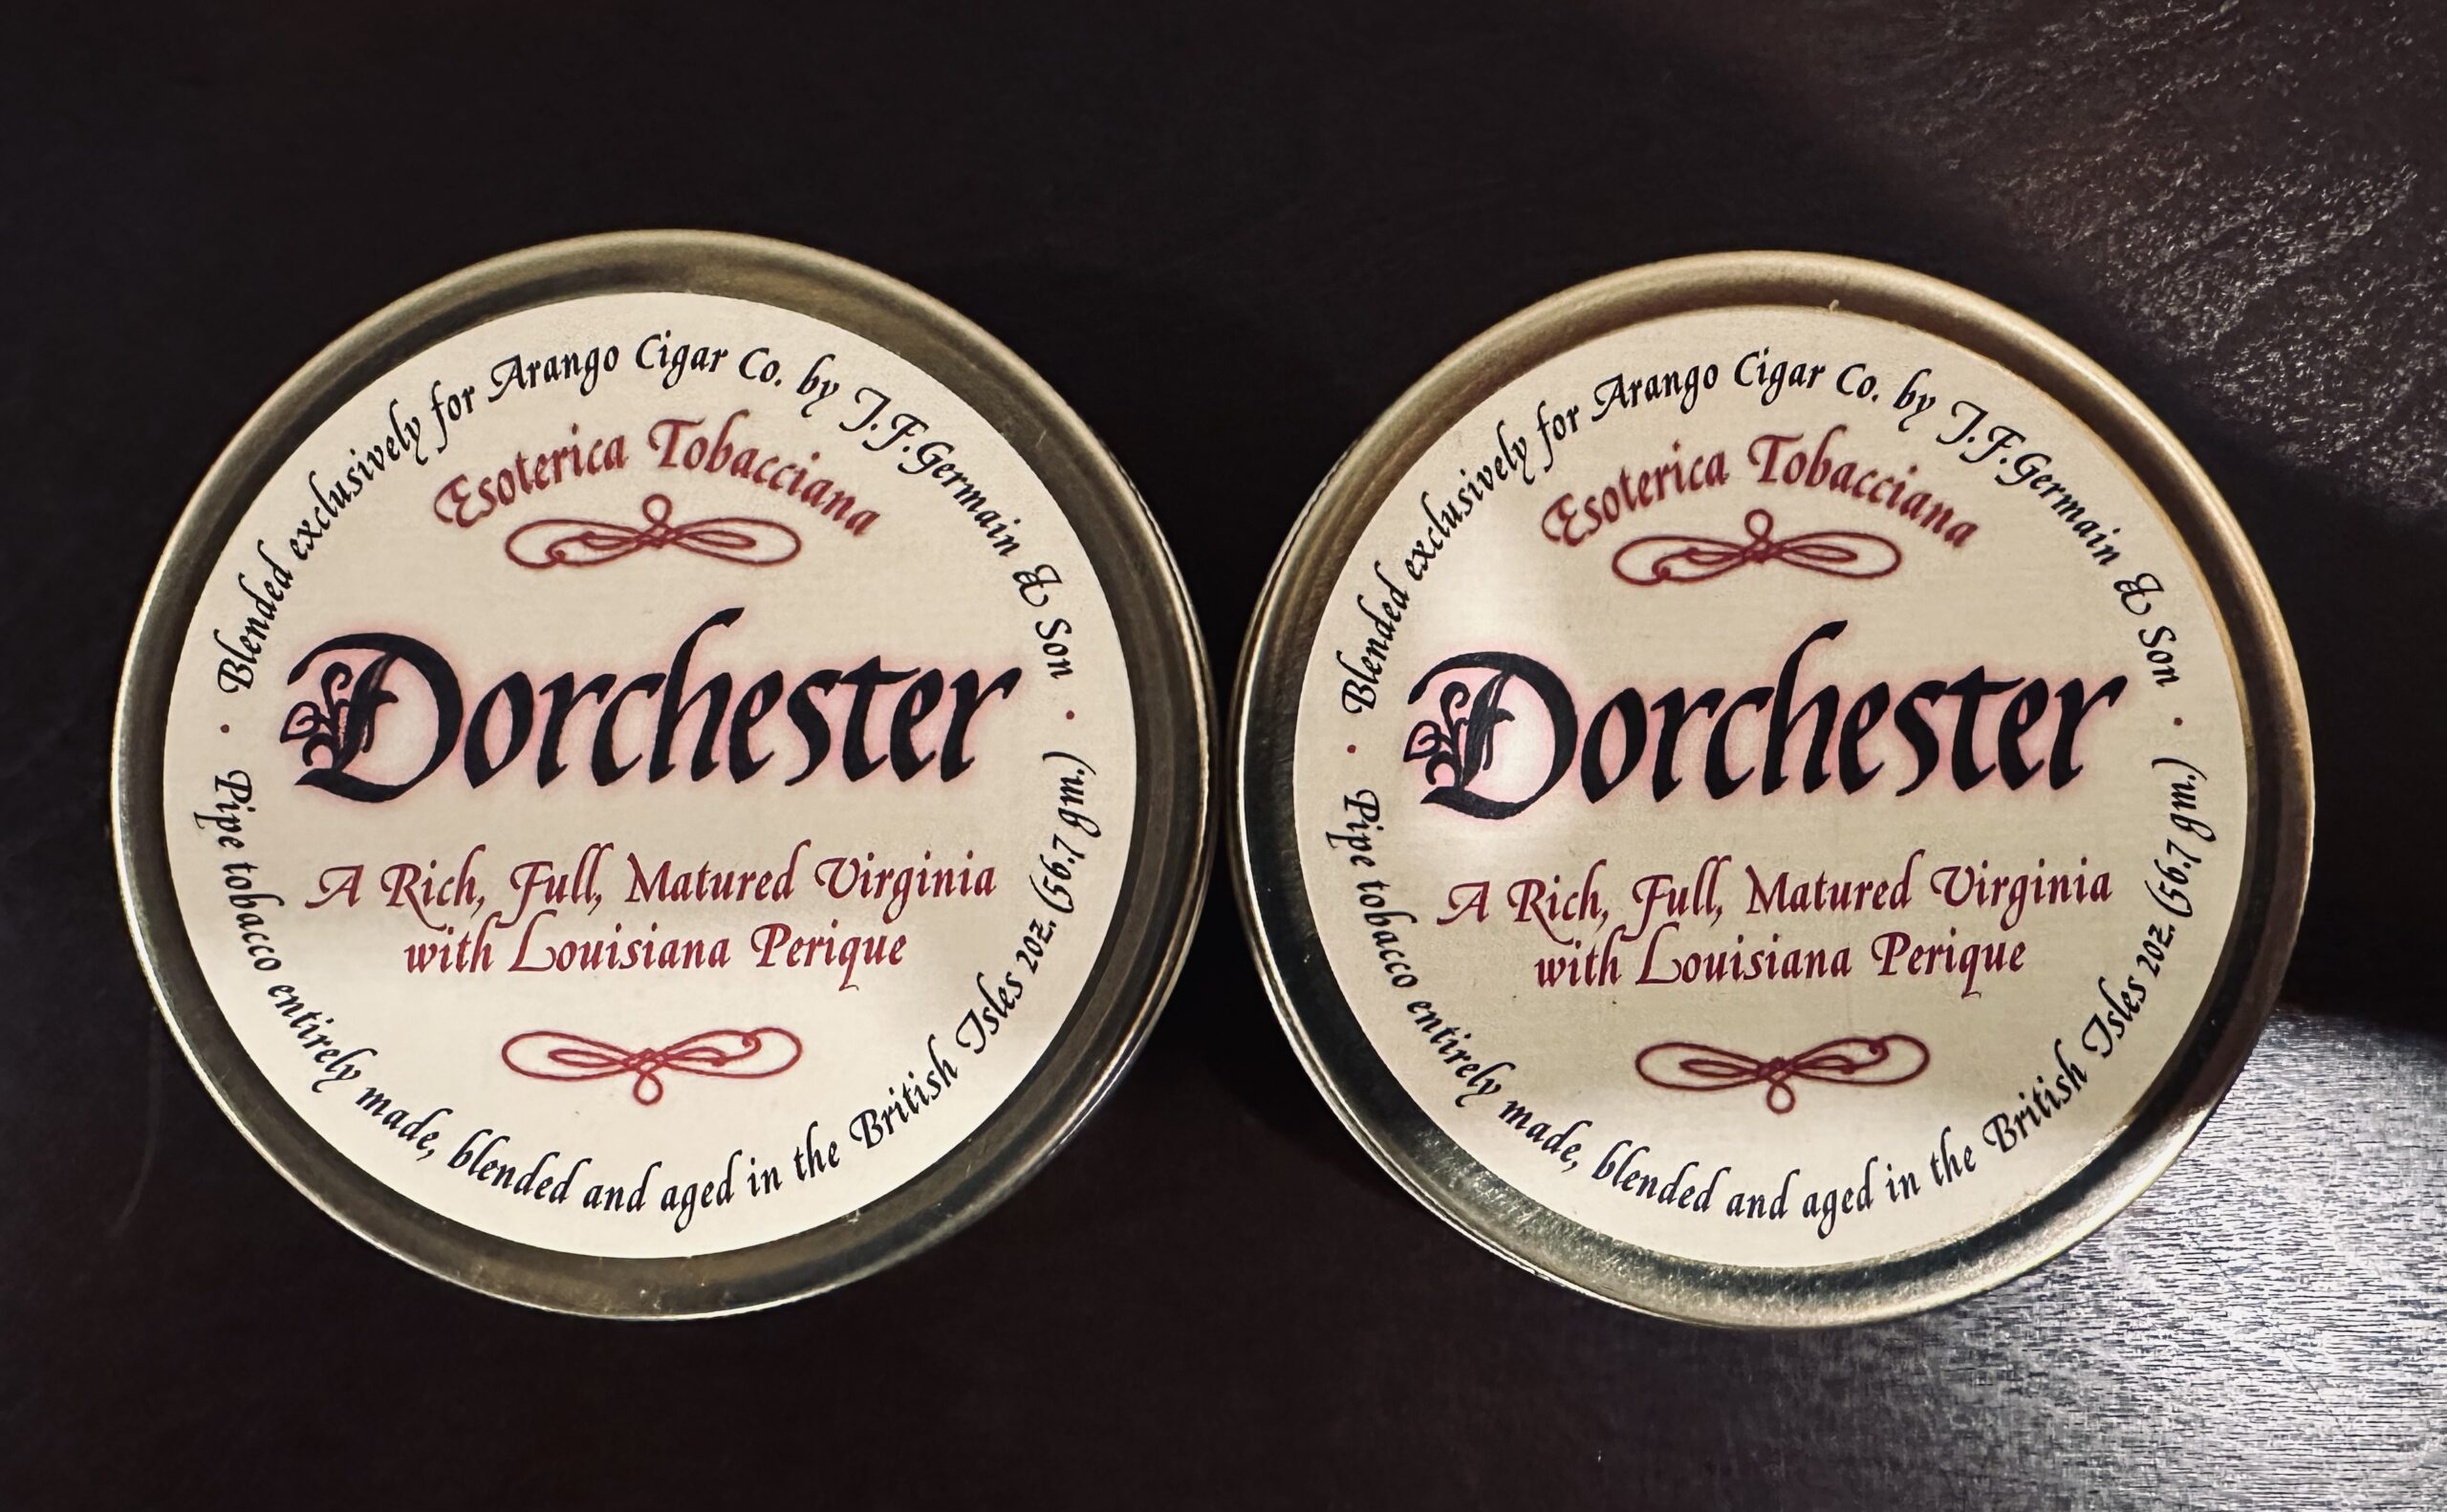 Blended exclusively for Arango Cigar Co. by J.F.Germain & Son
Esoterica Tobacciana
Dorchester
A Rich, Full, Matured Virginia
with Louisiana Perique
Pipe tobacco entirely made, blended and aged in the British Isles 2oz. (56.7 gm.)
Blended exclusively for Arango Cigar Co. by J.F.Germain & Son
Esoterica Tobacciana
Dorchester
A Rich, Full, Matured Virginia
with Louisiana Perique
Pipe tobacco entirely made, blended and aged in the British Isles 2oz. (56.7 gm.)